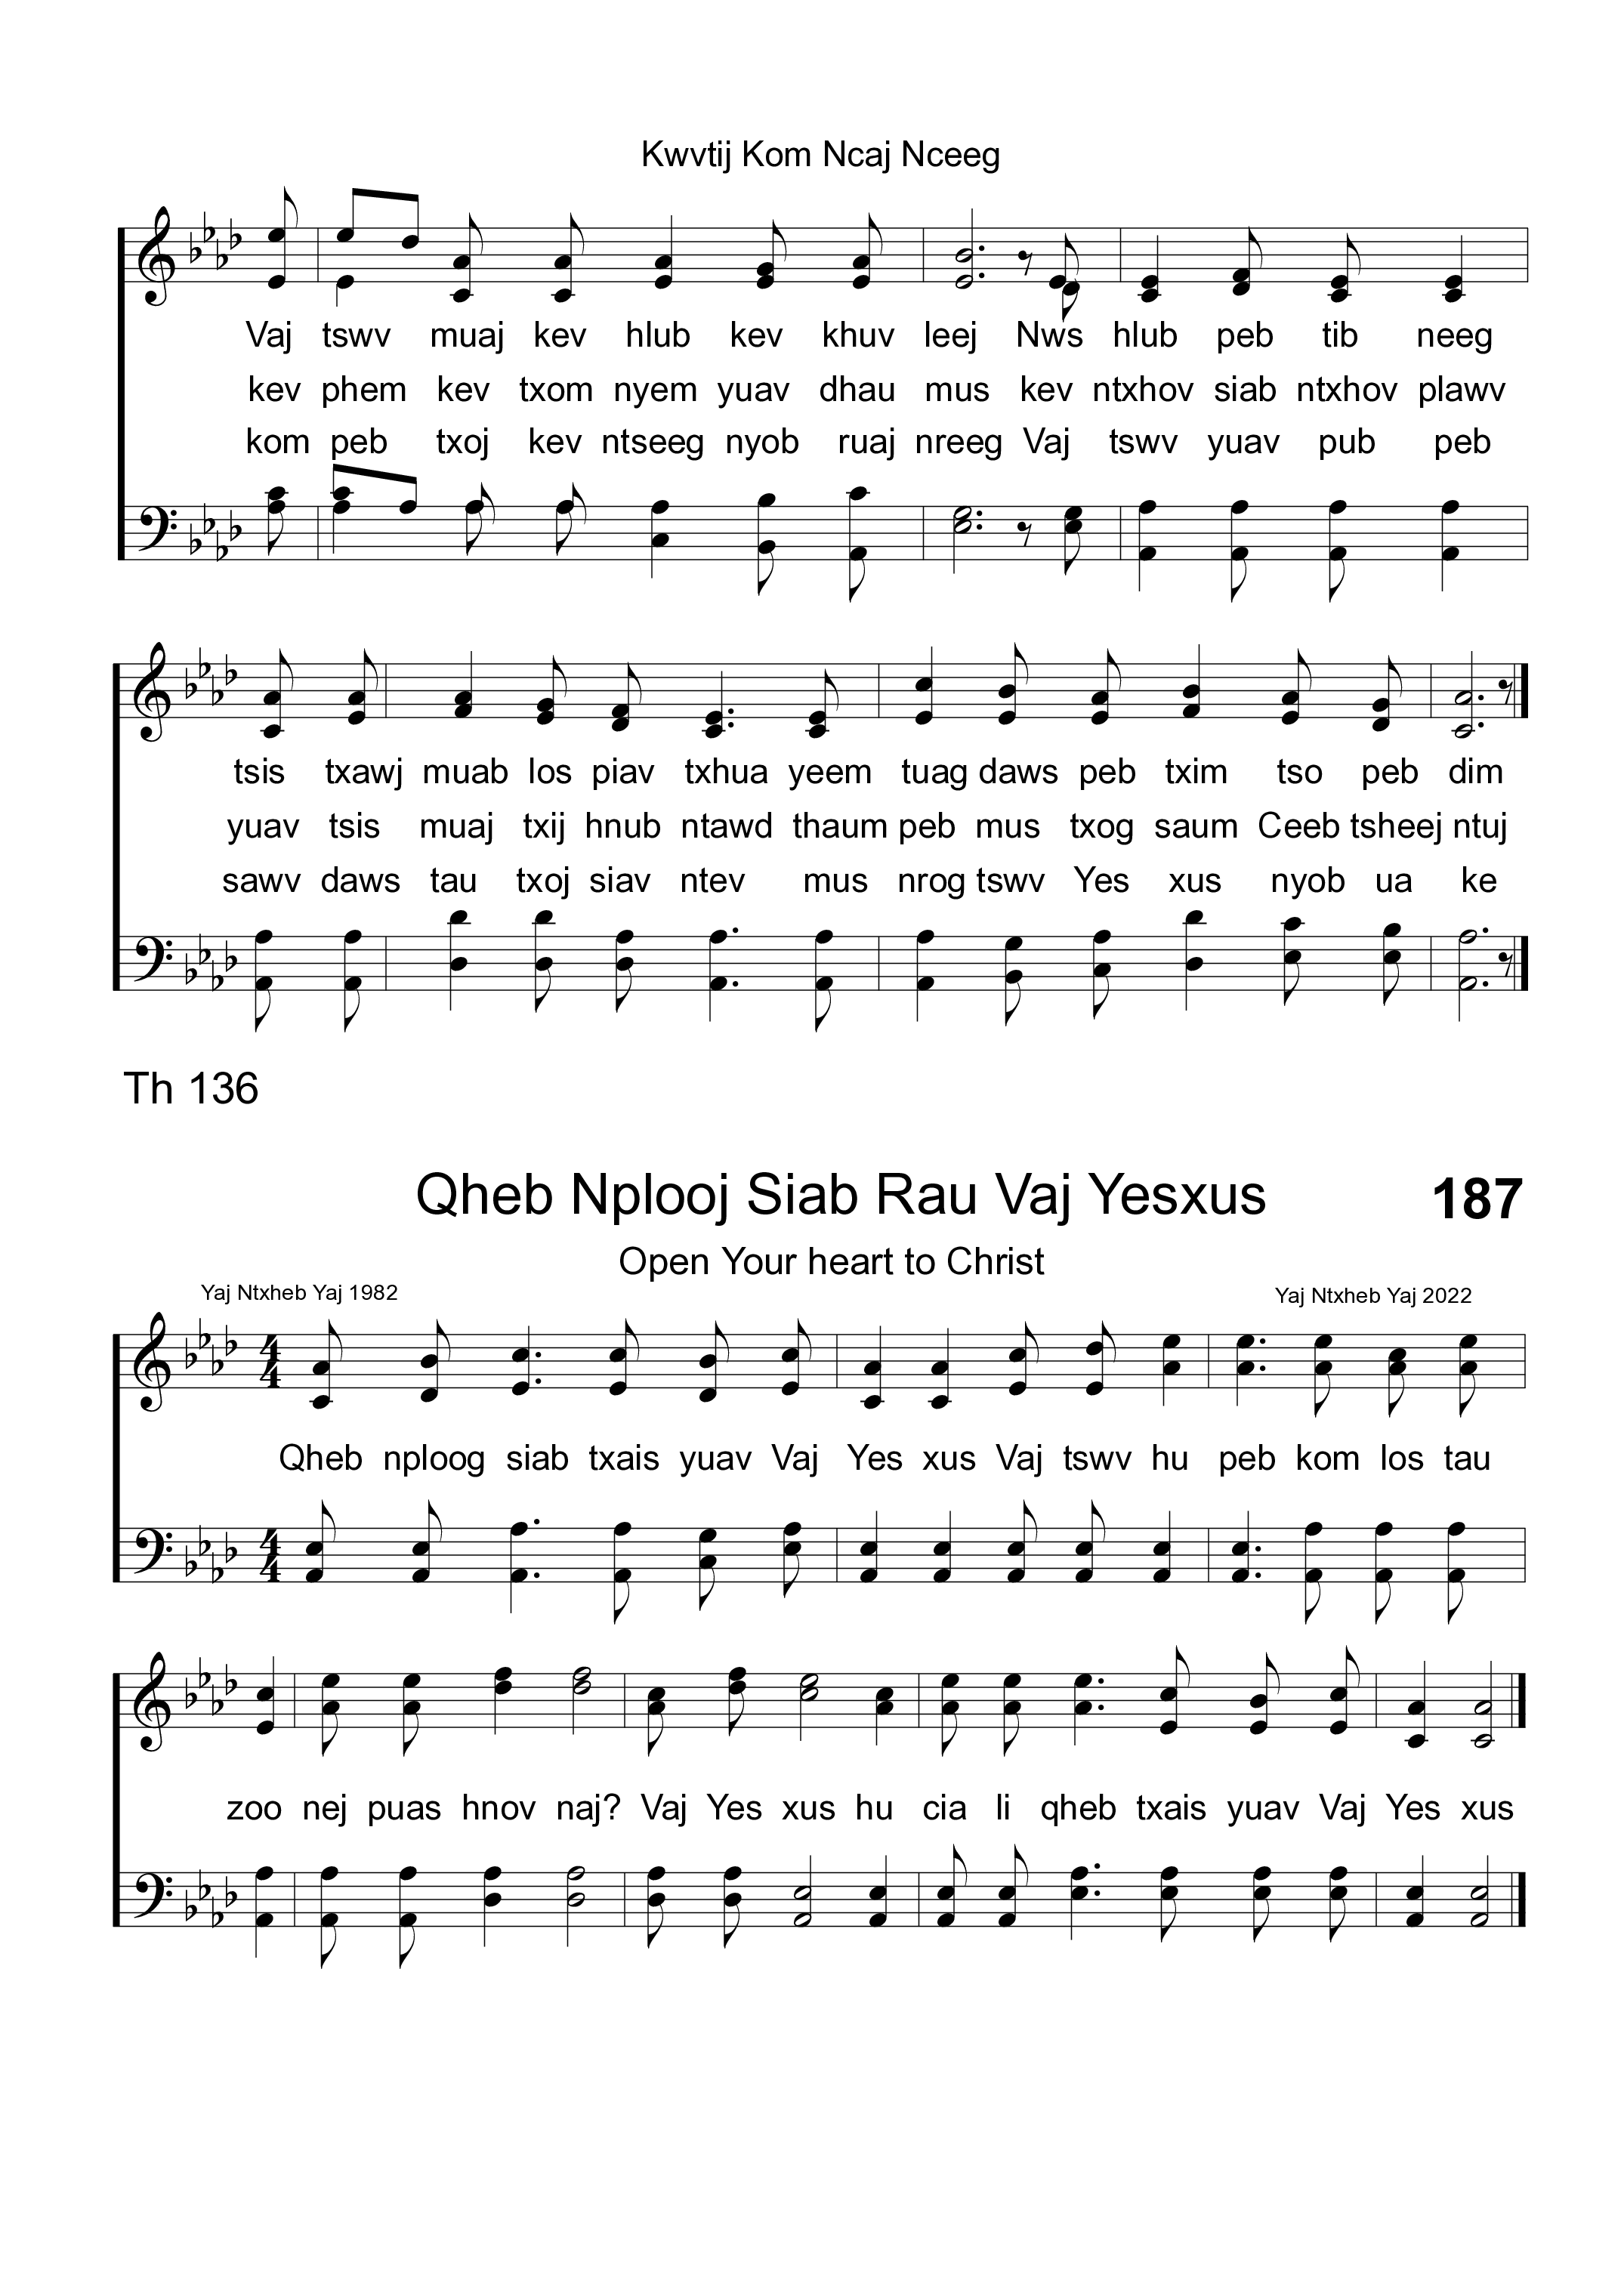 Kwvtij Kom Ncaj Nceeg
Vaj tswv muaj kev hlub kev khuv leej Nws hlub peb tib neeg
kev phem kev txom nyem yuav dhau mus kev ntxhov siab ntxhov plawv
kom peb txoj kev ntseeg nyob ruaj nreeg Vaj tswv yuav pub peb
tsis txawj muab los piav txhua yeem tuag daws peb txim tso peb dim
yuav tsis muaj txij hnub ntawd thaum peb mus txog saum Ceeb tsheej ntuj
sawv daws tau txoj siav ntev mus nrog tswv Yes xus nyob ua ke
Th 136
Qheb Nplooj Siab Rau Vaj Yesxus 187
Open Your heart to Christ
Yaj Ntxheb Yaj 1982 Yaj Ntxheb Yaj 2022
4 4
Qheb nploog siab txais yuav Vaj Yes xus Vaj tswv hu peb kom los tau
4 4
zoo nej puas hnov naj? Vaj Yes xus hu cia li qheb txais yuav Vaj Yes xus